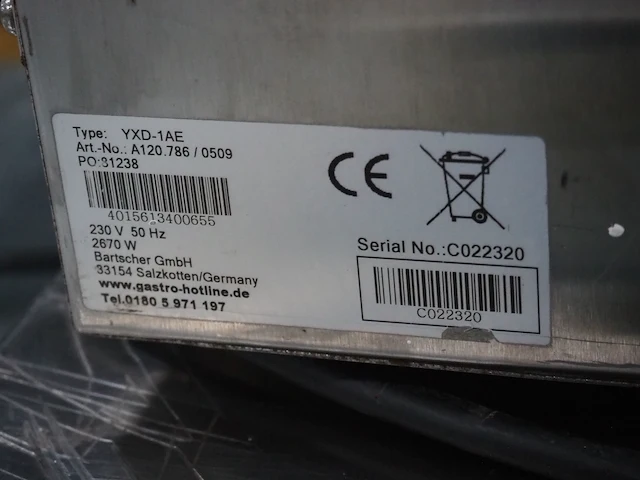 Type: YXD-1AE
Art.-No.: A120.786 / 0509
PO:81238
4015613400655
230 V 50 Hz
2670 W
Bartscher GmbH
33154 Salzkotten/Germany
www.gastro-hotline.de
Tel.0180 5 971 197
CE
Serial No.:C022320
C022320